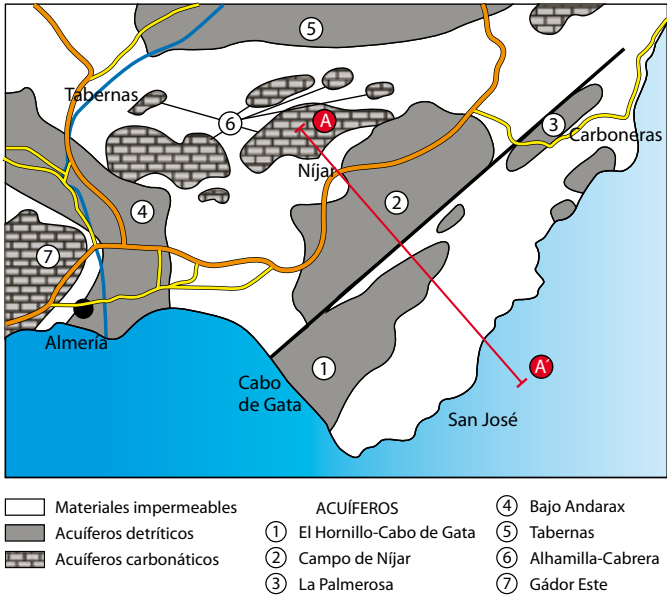 5
Tabernas
6
A
3
Carboneras
Níjar
4
2
7
Almería
1
A´
Cabo
de Gata
San José
Materiales impermeables
Acuíferos detríticos
Acuíferos carbonáticos
ACUÍFEROS
1 El Hornillo-Cabo de Gata
2 Campo de Níjar
3 La Palmerosa
4 Bajo Andarax
5 Tabernas
6 Alhamilla-Cabrera
7 Gádor Este